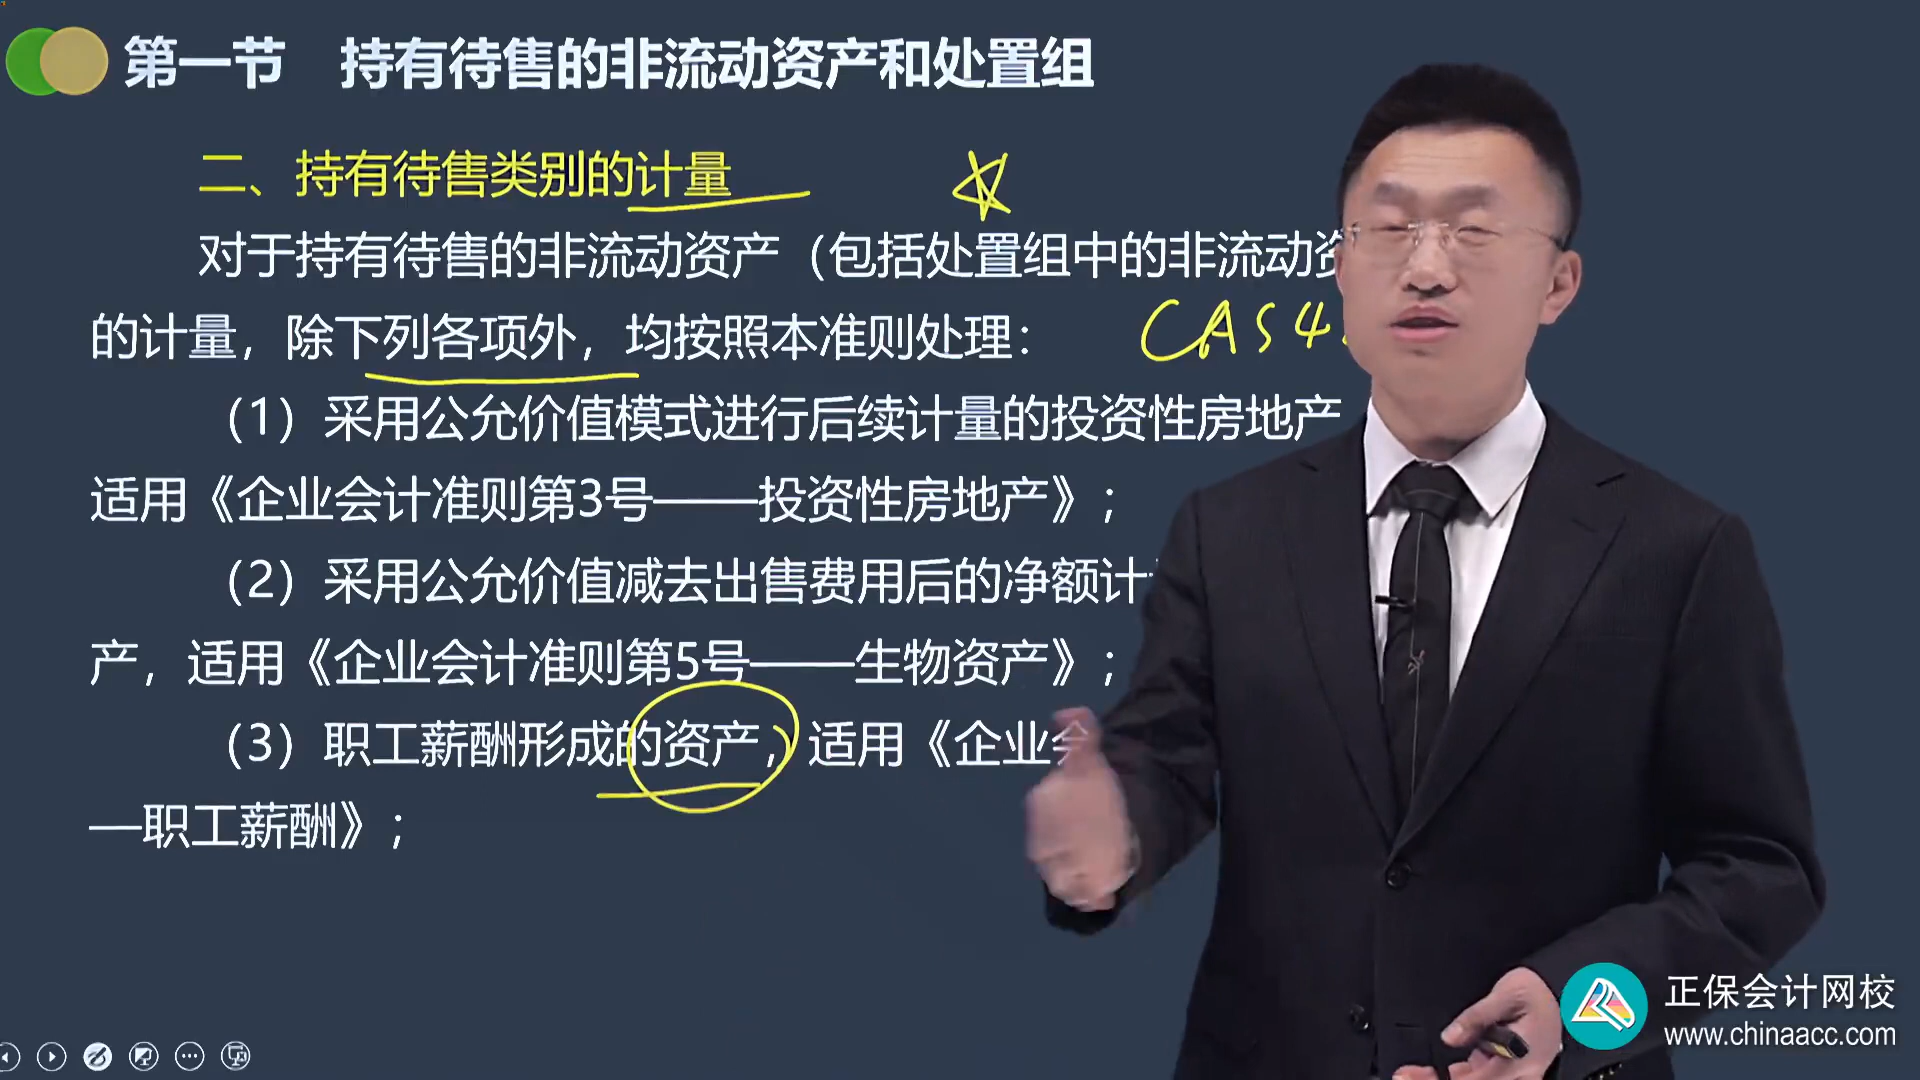 第一节 持有待售的非流动资产和处置组
二、持有待售类别的计量
对于持有待售的非流动资产（包括处置组中的非流动资
的计量，除下列各项外，均按照本准则处理：
CAS4
（1）采用公允价值模式进行后续计量的投资性房地产
适用《企业会计准则第3号——投资性房地产》；
（2）采用公允价值减去出售费用后的净额计
产，适用《企业会计准则第5号——生物资产》；
（3）职工薪酬形成的资产，适用《企业会
—职工薪酬》；
正保会计网校
www.chinaacc.com